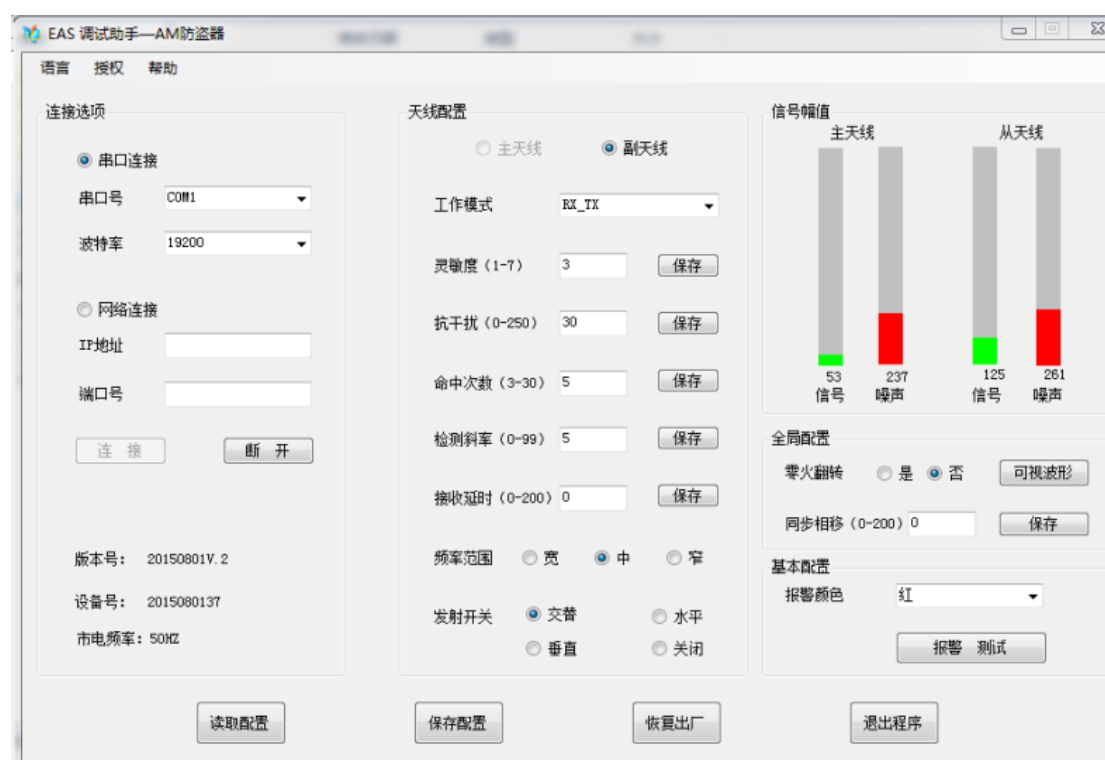 EAS 调试助手—AM防盗器
语言 授权 帮助
连接选项
串口连接
串口号 COM1
波特率 19200
网络连接
IP地址
端口号
连 接 断 开
版本号: 20150801V.2
设备号: 2015080137
市电频率: 50HZ
天线配置
主天线 副天线
工作模式 RX_TX
灵敏度 (1-7) 3 保存
抗干扰 (0-250) 30 保存
命中次数 (3-30) 5 保存
检测斜率 (0-99) 5 保存
接收延时 (0-200) 0 保存
频率范围 宽 中 窄
发射开关 交替 水平
垂直 关闭
信号幅值
主天线 从天线
53 237 125 261
信号 噪声 信号 噪声
全局配置
零火翻转 是 否 可视波形
同步相移 (0-200) 0 保存
基本配置
报警颜色 红
报警 测试
读取配置 保存配置 恢复出厂 退出程序